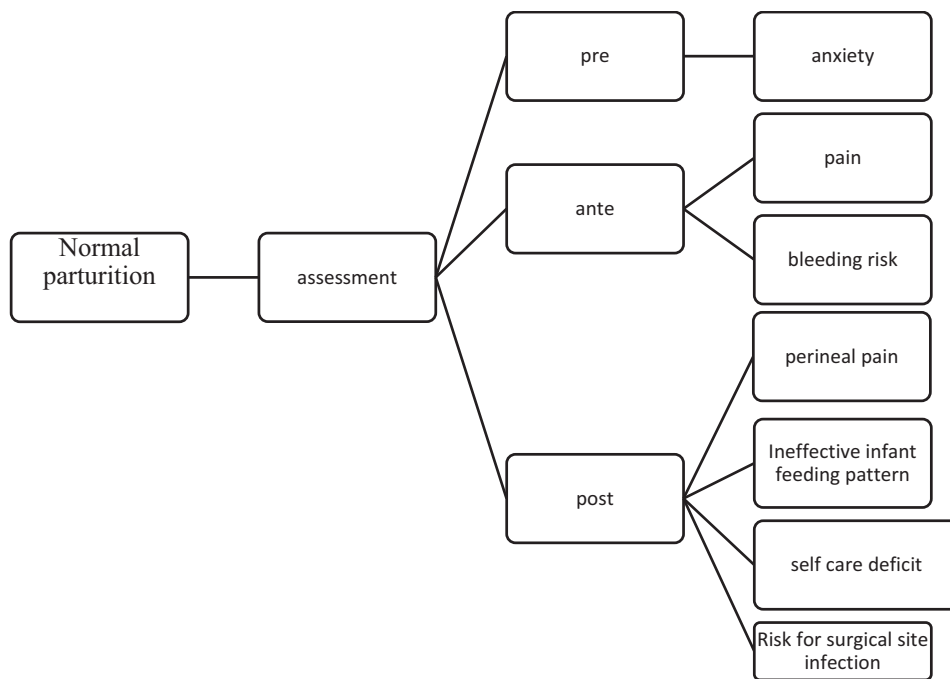 pre
anxiety
pain
ante
bleeding risk
Normal
parturition
assessment
perineal pain
Ineffective infant
feeding pattern
post
self care deficit
Risk for surgical site
infection